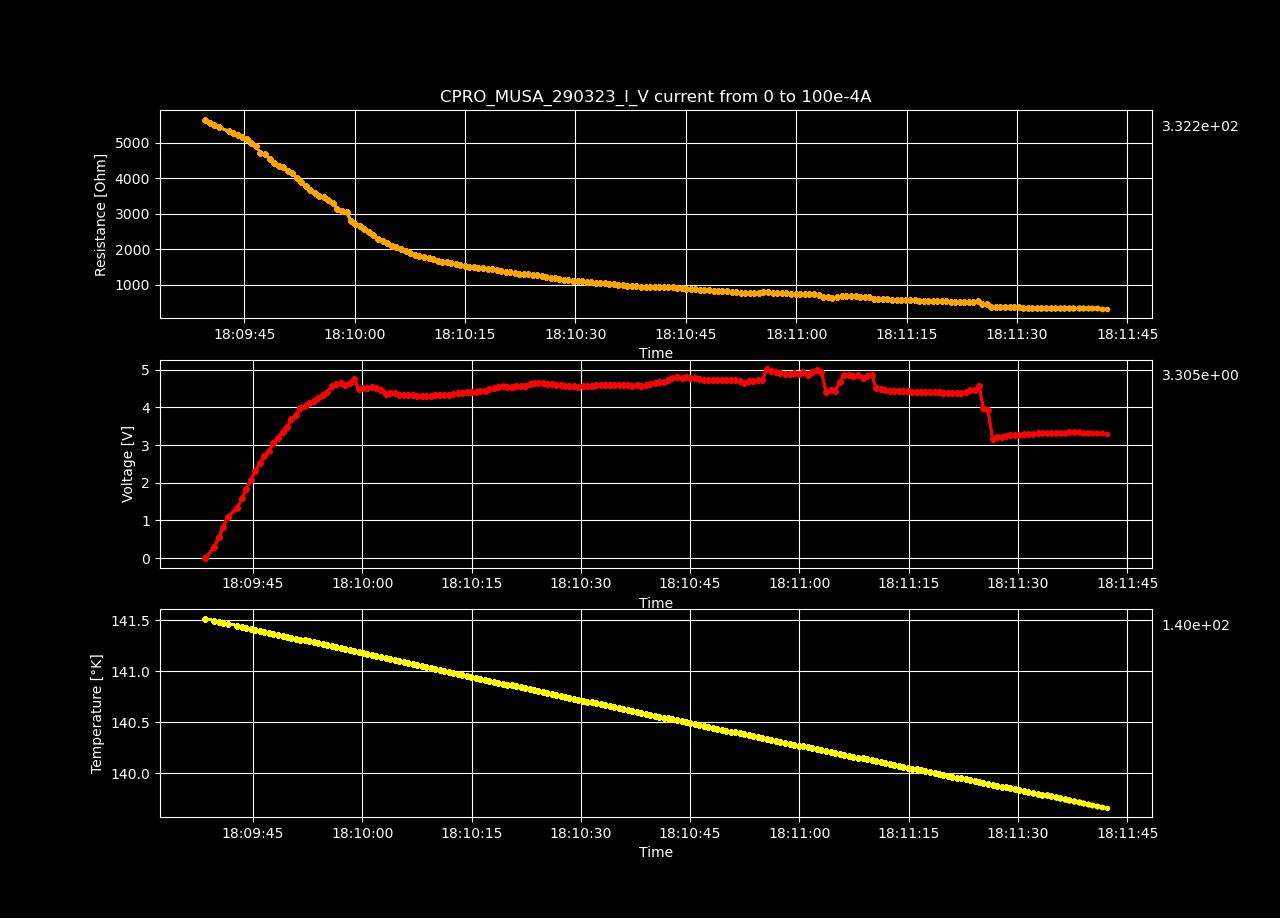 CPRO_MUSA_290323_I_V current from 0 to 100e-4A
3.322e+02
Resistance [Ohm]
5000
4000
3000
2000
1000
18:09:45 18:10:00 18:10:15 18:10:30 18:10:45 18:11:00 18:11:15 18:11:30 18:11:45
Time
3.305e+00
Voltage [V]
5
4
3
2
1
0
18:09:45 18:10:00 18:10:15 18:10:30 18:10:45 18:11:00 18:11:15 18:11:30 18:11:45
Time
1.40e+02
Temperature [°K]
141.5
141.0
140.5
140.0
18:09:45 18:10:00 18:10:15 18:10:30 18:10:45 18:11:00 18:11:15 18:11:30 18:11:45
Time